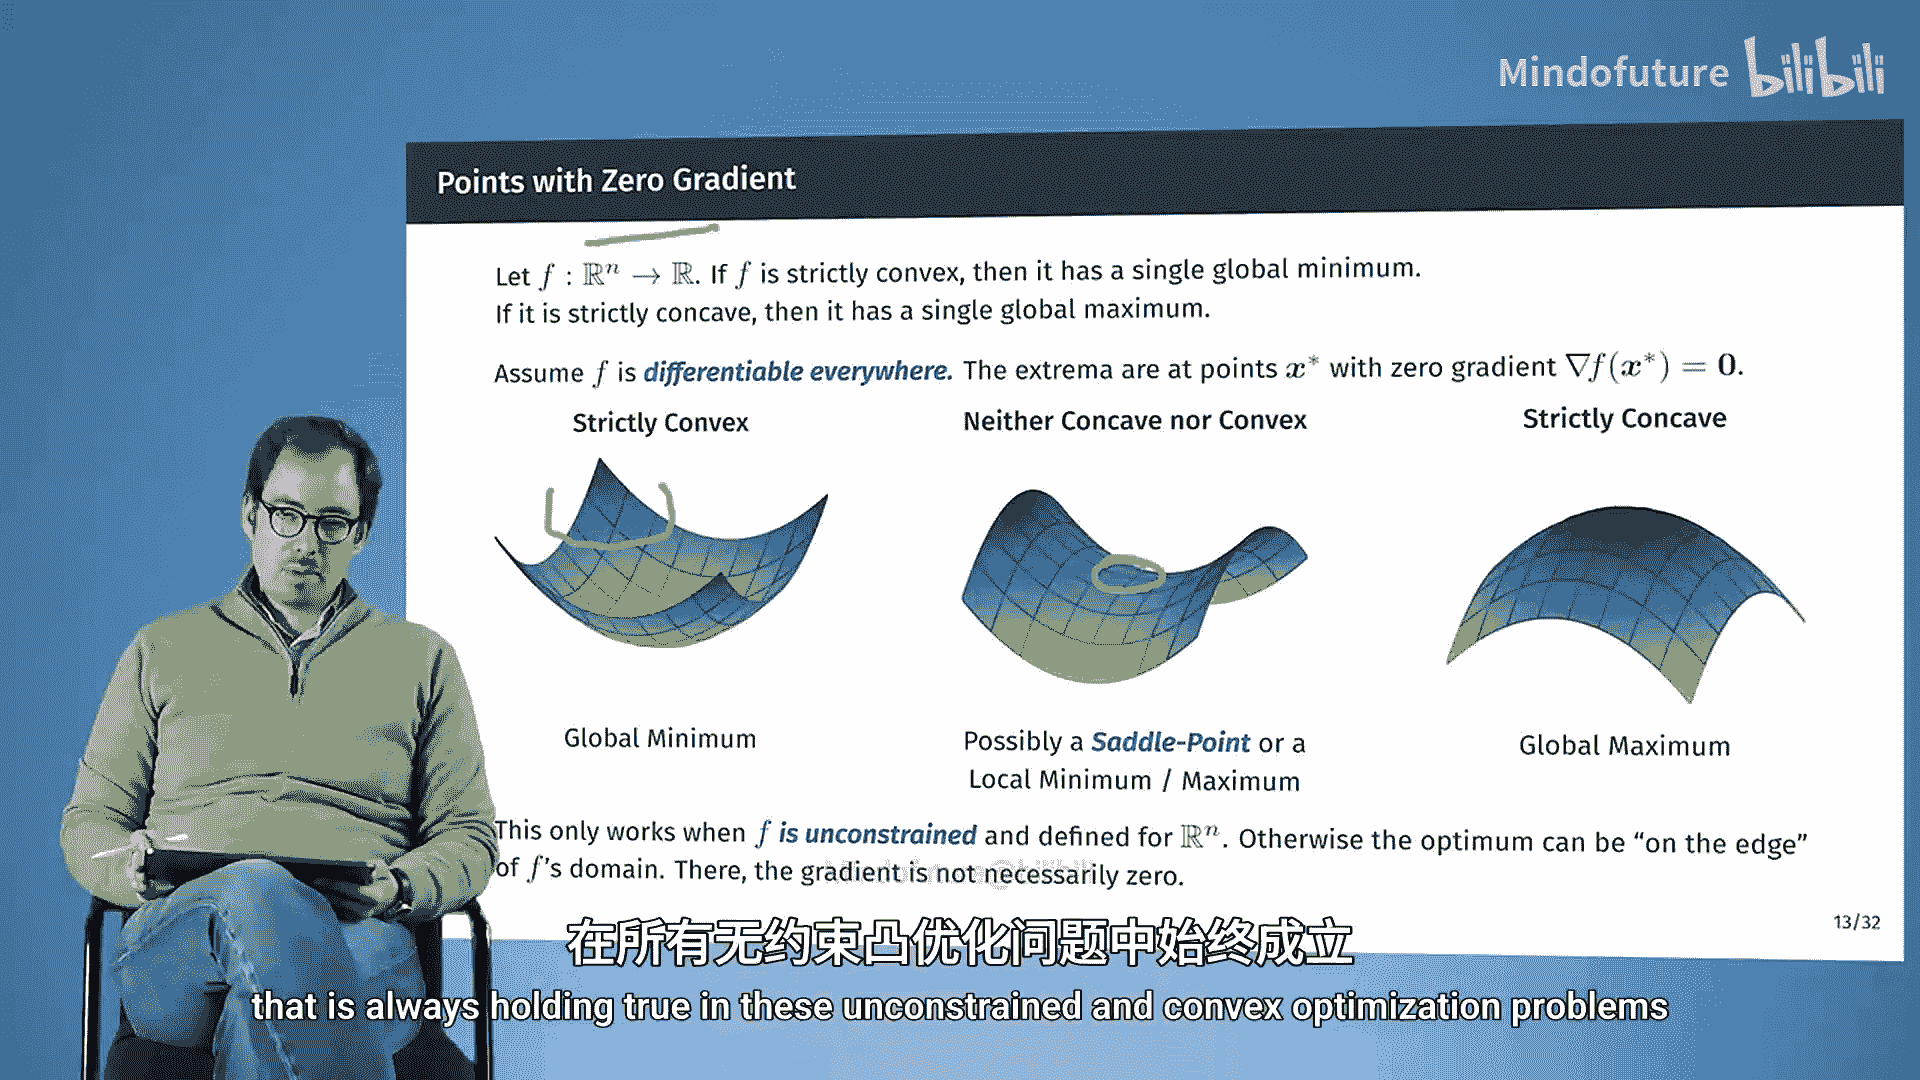 Mindofuture bilibili
Points with Zero Gradient
Let f : ℝⁿ → ℝ. If f is strictly convex, then it has a single global minimum.
If it is strictly concave, then it has a single global maximum.
Assume f is differentiable everywhere. The extrema are at points x* with zero gradient ∇f(x*) = 0.
Strictly Convex
Neither Concave nor Convex
Strictly Concave
Global Minimum
Possibly a Saddle-Point or a
Local Minimum / Maximum
Global Maximum
This only works when f is unconstrained and defined for ℝⁿ. Otherwise the optimum can be “on the edge”
of f’s domain. There, the gradient is not necessarily zero.
13/32
在所有无约束凸优化问题中始终成立
that is always holding true in these unconstrained and convex optimization problems